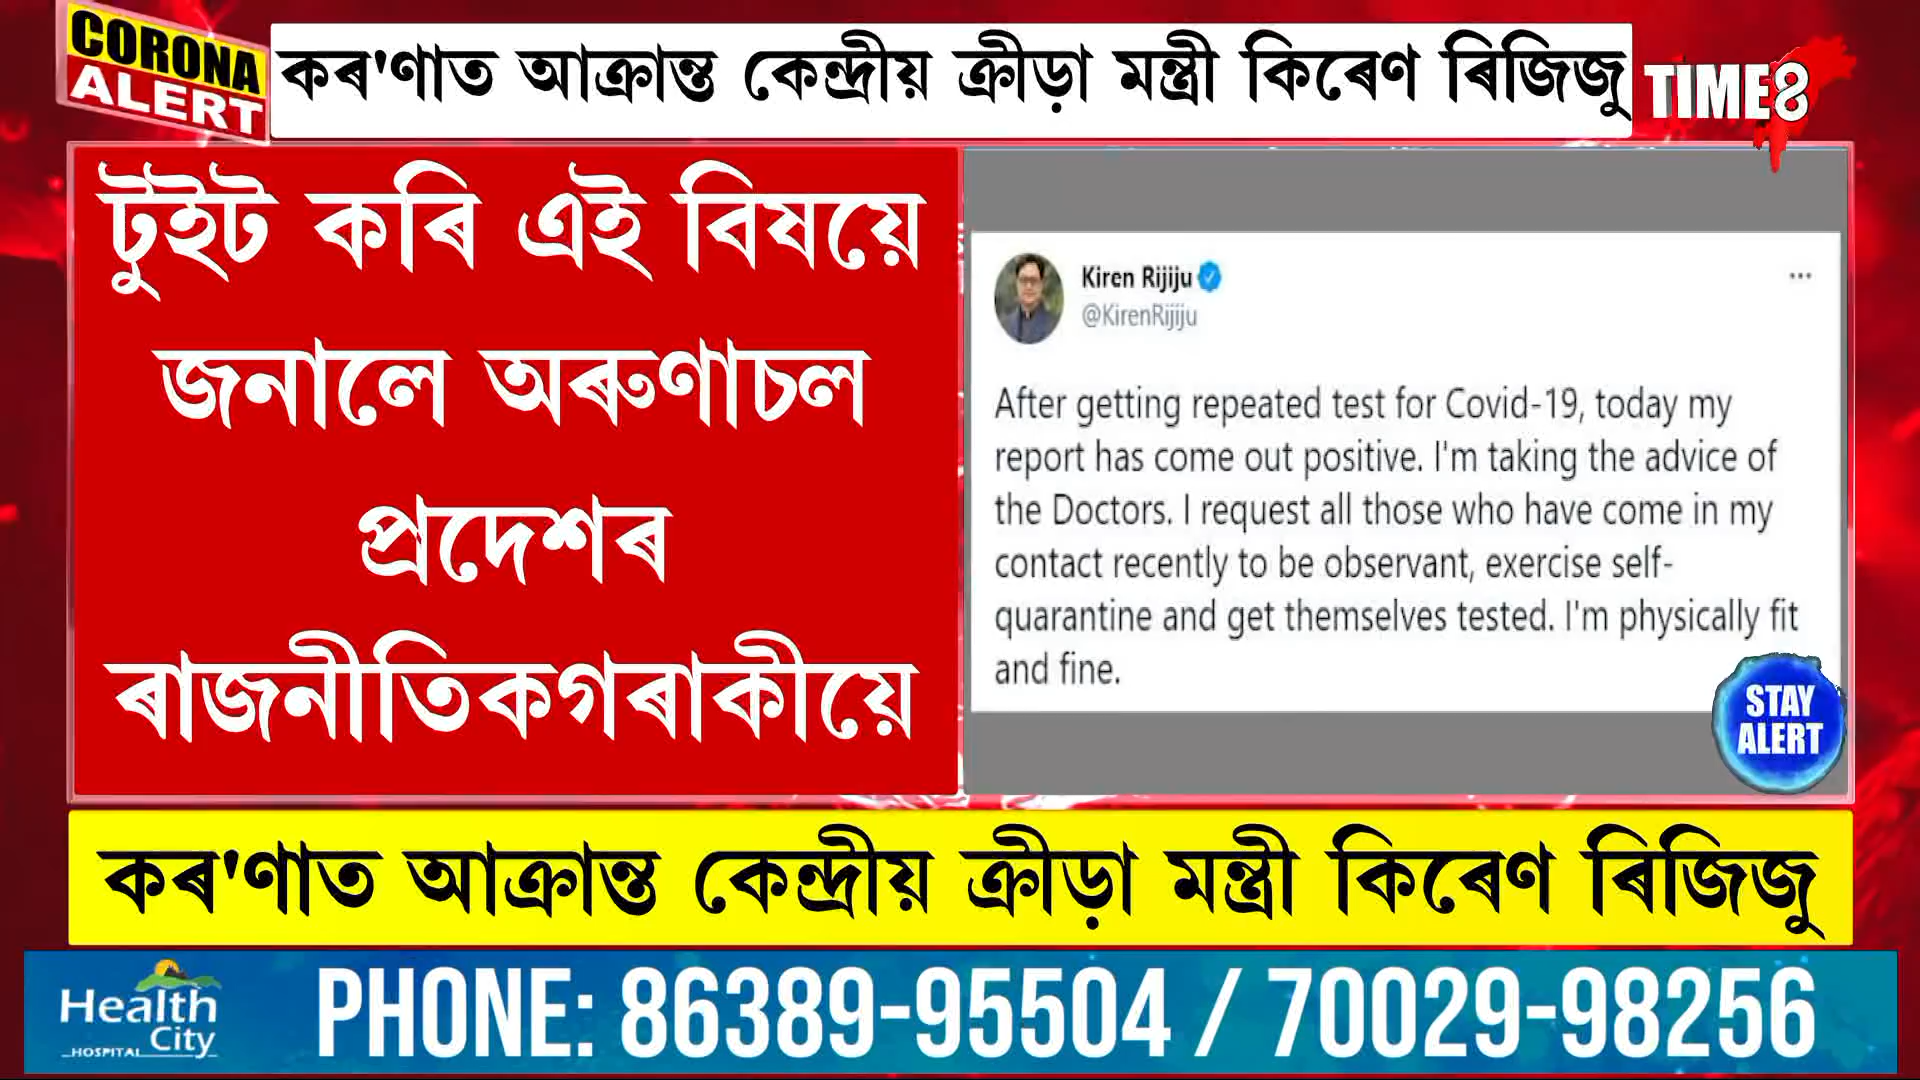 CORONA
ALERT
কৰ'ণাত আক্ৰান্ত কেন্দ্ৰীয় ক্ৰীড়া মন্ত্ৰী কিৰেণ ৰিজিজু
TIME8
টুইট কৰি এই বিষয়ে
জনালে অৰুণাচল
প্ৰদেশৰ
ৰাজনীতিকগৰাকীয়ে
Kiren Rijiju
@KirenRijiju
After getting repeated test for Covid-19, today my
report has come out positive. I'm taking the advice of
the Doctors. I request all those who have come in my
contact recently to be observant, exercise self-
quarantine and get themselves tested. I'm physically fit
and fine.
STAY
ALERT
কৰ'ণাত আক্ৰান্ত কেন্দ্ৰীয় ক্ৰীড়া মন্ত্ৰী কিৰেণ ৰিজিজু
Health
City
HOSPITAL
PHONE: 86389-95504 / 70029-98256